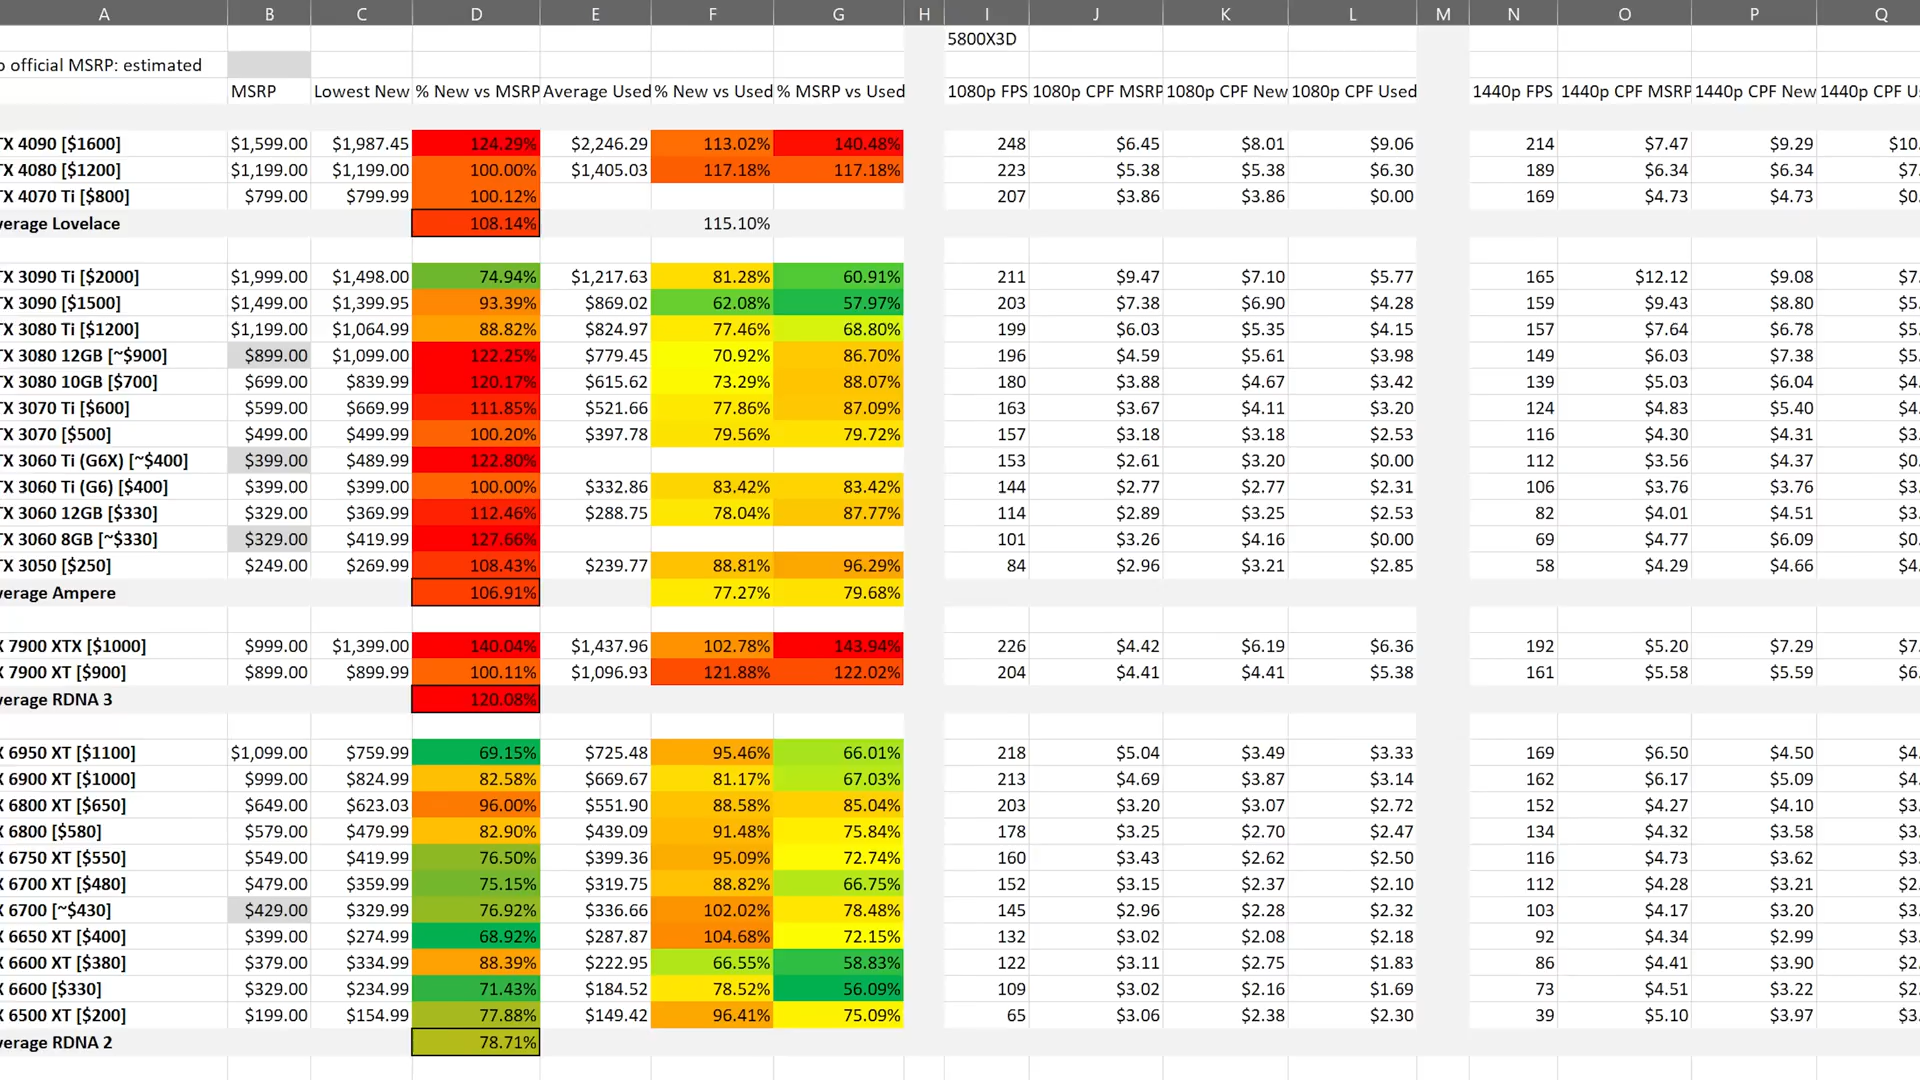 A B C D E F G H I J K L M N O P Q
5800X3D
o official MSRP: estimated
MSRP Lowest New % New vs MSRP Average Used % New vs Used % MSRP vs Used 1080p FPS 1080p CPF MSRP 1080p CPF New 1080p CPF Used 1440p FPS 1440p CPF MSRP 1440p CPF New 1440p CPF Us
TX 4090 [$1600] $1,599.00 $1,987.45 124.29% $2,246.29 113.02% 140.48% 248 $6.45 $8.01 $9.06 214 $7.47 $9.29 $10.
TX 4080 [$1200] $1,199.00 $1,199.00 100.00% $1,405.03 117.18% 117.18% 223 $5.38 $5.38 $6.30 189 $6.34 $6.34 $7.
TX 4070 Ti [$800] $799.00 $799.99 100.12% 207 $3.86 $3.86 $0.00 169 $4.73 $4.73 $0.
verage Lovelace 108.14% 115.10%
TX 3090 Ti [$2000] $1,999.00 $1,498.00 74.94% $1,217.63 81.28% 60.91% 211 $9.47 $7.10 $5.77 165 $12.12 $9.08 $7.
TX 3090 [$1500] $1,499.00 $1,399.95 93.39% $869.02 62.08% 57.97% 203 $7.38 $6.90 $4.28 159 $9.43 $8.80 $5.
TX 3080 Ti [$1200] $1,199.00 $1,064.99 88.82% $824.97 77.46% 68.80% 199 $6.03 $5.35 $4.15 157 $7.64 $6.78 $5.
TX 3080 12GB [~$900] $899.00 $1,099.00 122.25% $779.45 70.92% 86.70% 196 $4.59 $5.61 $3.98 149 $6.03 $7.38 $5.
TX 3080 10GB [$700] $699.00 $839.99 120.17% $615.62 73.29% 88.07% 180 $3.88 $4.67 $3.42 139 $5.03 $6.04 $4.
TX 3070 Ti [$600] $599.00 $669.99 111.85% $521.66 77.86% 87.09% 163 $3.67 $4.11 $3.20 124 $4.83 $5.40 $4.
TX 3070 [$500] $499.00 $499.99 100.20% $397.78 79.56% 79.72% 157 $3.18 $3.18 $2.53 116 $4.30 $4.31 $3.
TX 3060 Ti (G6X) [~$400] $399.00 $489.99 122.80% 153 $2.61 $3.20 $0.00 112 $3.56 $4.37 $0.
TX 3060 Ti (G6) [$400] $399.00 $399.00 100.00% $332.86 83.42% 83.42% 144 $2.77 $2.77 $2.31 106 $3.76 $3.76 $3.
TX 3060 12GB [$330] $329.00 $369.99 112.46% $288.75 78.04% 87.77% 114 $2.89 $3.25 $2.53 82 $4.01 $4.51 $3.
TX 3060 8GB [~$330] $329.00 $419.99 127.66% 101 $3.26 $4.16 $0.00 69 $4.77 $6.09 $0.
TX 3050 [$250] $249.00 $269.99 108.43% $239.77 88.81% 96.29% 84 $2.96 $3.21 $2.85 58 $4.29 $4.66 $4.
verage Ampere 106.91% 77.27% 79.68%
X 7900 XTX [$1000] $999.00 $1,399.00 140.04% $1,437.96 102.78% 143.94% 226 $4.42 $6.19 $6.36 192 $5.20 $7.29 $7.
X 7900 XT [$900] $899.00 $899.99 100.11% $1,096.93 121.88% 122.02% 204 $4.41 $4.41 $5.38 161 $5.58 $5.59 $6.
verage RDNA 3 120.08%
X 6950 XT [$1100] $1,099.00 $759.99 69.15% $725.48 95.46% 66.01% 218 $5.04 $3.49 $3.33 169 $6.50 $4.50 $4.
X 6900 XT [$1000] $999.00 $824.99 82.58% $669.67 81.17% 67.03% 213 $4.69 $3.87 $3.14 162 $6.17 $5.09 $4.
X 6800 XT [$650] $649.00 $623.03 96.00% $551.90 88.58% 85.04% 203 $3.20 $3.07 $2.72 152 $4.27 $4.10 $3.
X 6800 [$580] $579.00 $479.99 82.90% $439.09 91.48% 75.84% 178 $3.25 $2.70 $2.47 134 $4.32 $3.58 $3.
X 6750 XT [$550] $549.00 $419.99 76.50% $399.36 95.09% 72.74% 160 $3.43 $2.62 $2.50 116 $4.73 $3.62 $3.
X 6700 XT [$480] $479.00 $359.99 75.15% $319.75 88.82% 66.75% 152 $3.15 $2.37 $2.10 112 $4.28 $3.21 $2.
X 6700 [~$430] $429.00 $329.99 76.92% $336.66 102.02% 78.48% 145 $2.96 $2.28 $2.32 103 $4.17 $3.20 $3.
X 6650 XT [$400] $399.00 $274.99 68.92% $287.87 104.68% 72.15% 132 $3.02 $2.08 $2.18 92 $4.34 $2.99 $3.
X 6600 XT [$380] $379.00 $334.99 88.39% $222.95 66.55% 58.83% 122 $3.11 $2.75 $1.83 86 $4.41 $3.90 $2.
X 6600 [$330] $329.00 $234.99 71.43% $184.52 78.52% 56.09% 109 $3.02 $2.16 $1.69 73 $4.51 $3.22 $2.
X 6500 XT [$200] $199.00 $154.99 77.88% $149.42 96.41% 75.09% 65 $3.06 $2.38 $2.30 39 $5.10 $3.97 $3.
verage RDNA 2 78.71%